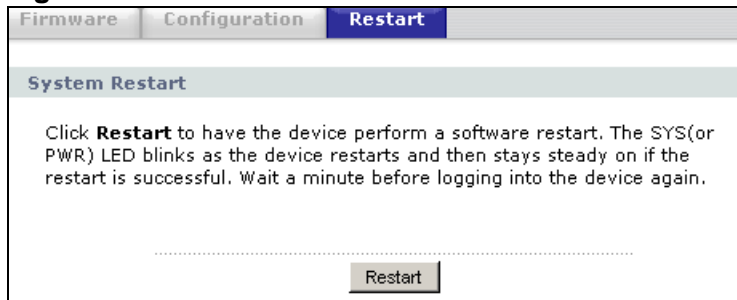 Firmware Configuration Restart
System Restart
Click Restart to have the device perform a software restart. The SYS(or
PWR) LED blinks as the device restarts and then stays steady on if the
restart is successful. Wait a minute before logging into the device again.
Restart